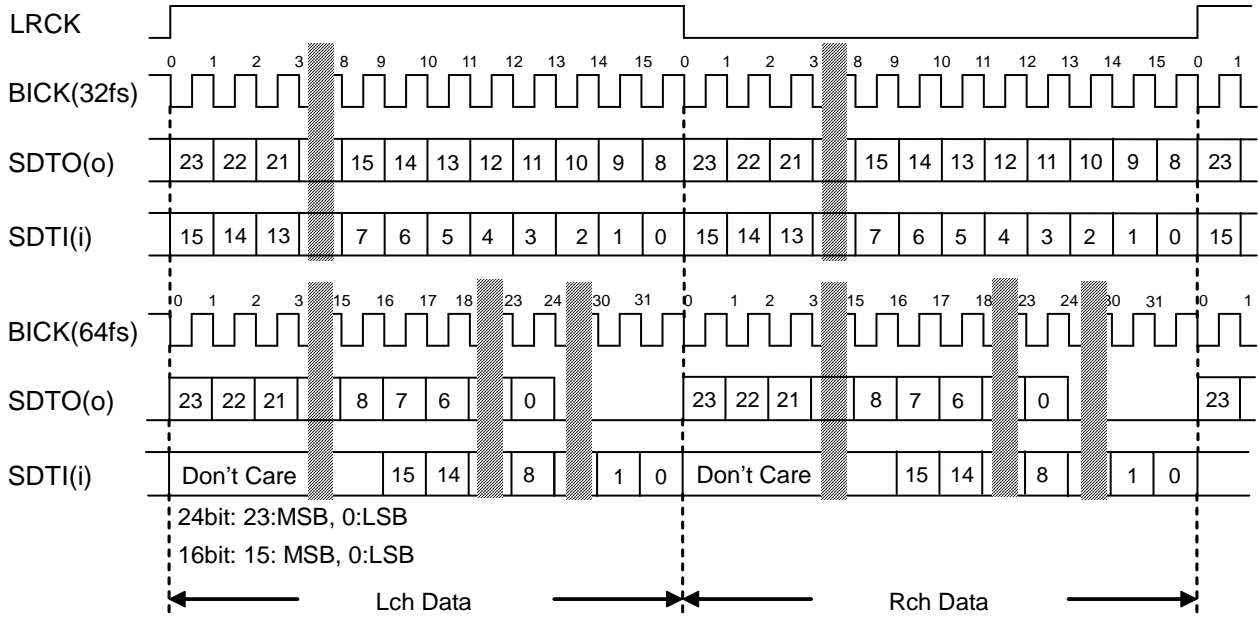 LRCK
0 1 2 3 8 9 10 11 12 13 14 15 0 1 2 3 8 9 10 11 12 13 14 15 0 1
BICK(32fs)
SDTO(o) 23 22 21 15 14 13 12 11 10 9 8 23 22 21 15 14 13 12 11 10 9 8 23
SDTI(i) 15 14 13 7 6 5 4 3 2 1 0 15 14 13 7 6 5 4 3 2 1 0 15
0 1 2 3 15 16 17 18 23 24 30 31 0 1 2 3 15 16 17 18 23 24 30 31 0 1
BICK(64fs)
SDTO(o) 23 22 21 8 7 6 0 23 22 21 8 7 6 0 23
SDTI(i) Don't Care 15 14 8 1 0 Don't Care 15 14 8 1 0
24bit: 23:MSB, 0:LSB
16bit: 15: MSB, 0:LSB
Lch Data Rch Data